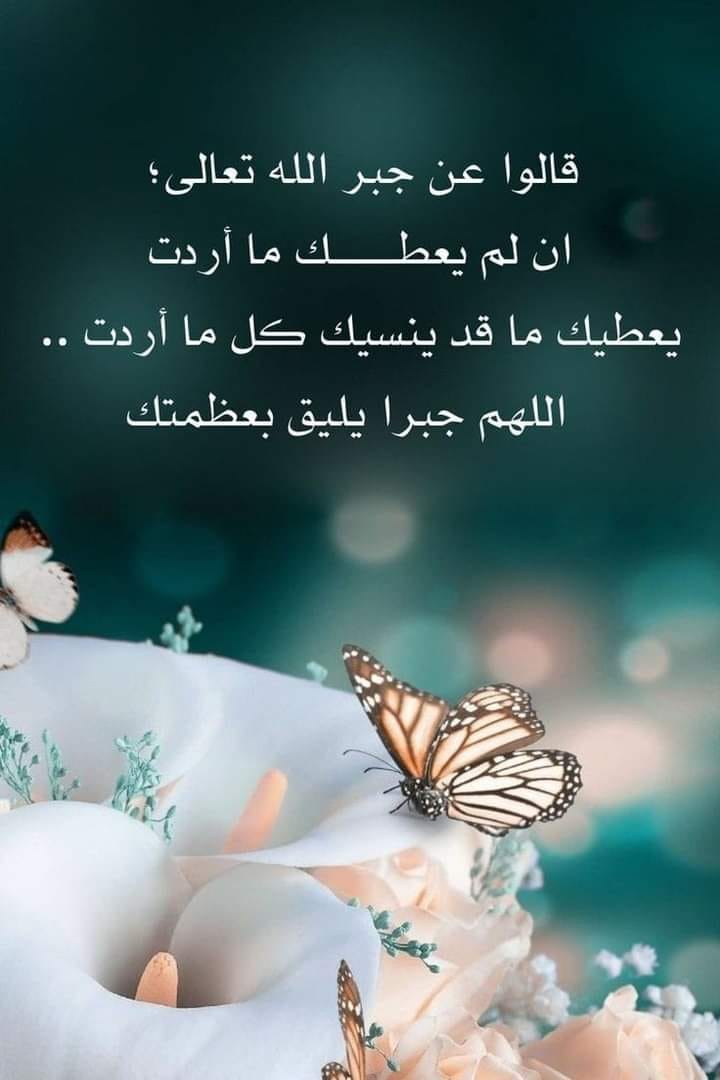 قالوا عن جبر الله تعالى؛
ان لم يعطـــــك ما أردت
يعطيك ما قد ينسيك كل ما أردت ..
اللهم جبرا يليق بعظمتك